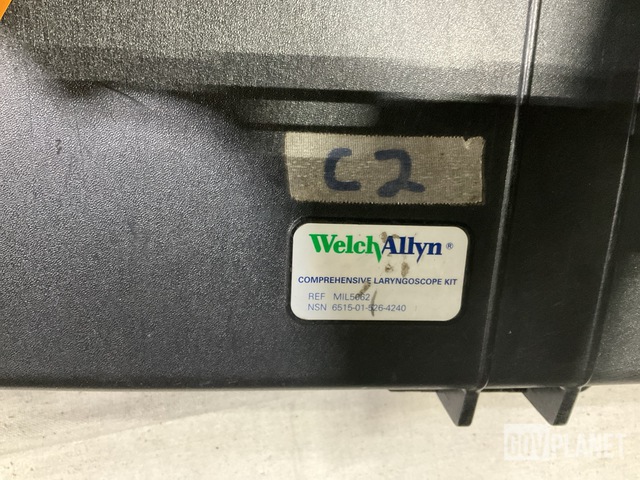 C2
WelchAllyn®
COMPREHENSIVE LARYNGOSCOPE KIT
REF MIL5062
NSN 6515-01-526-4240
GOVPLANET